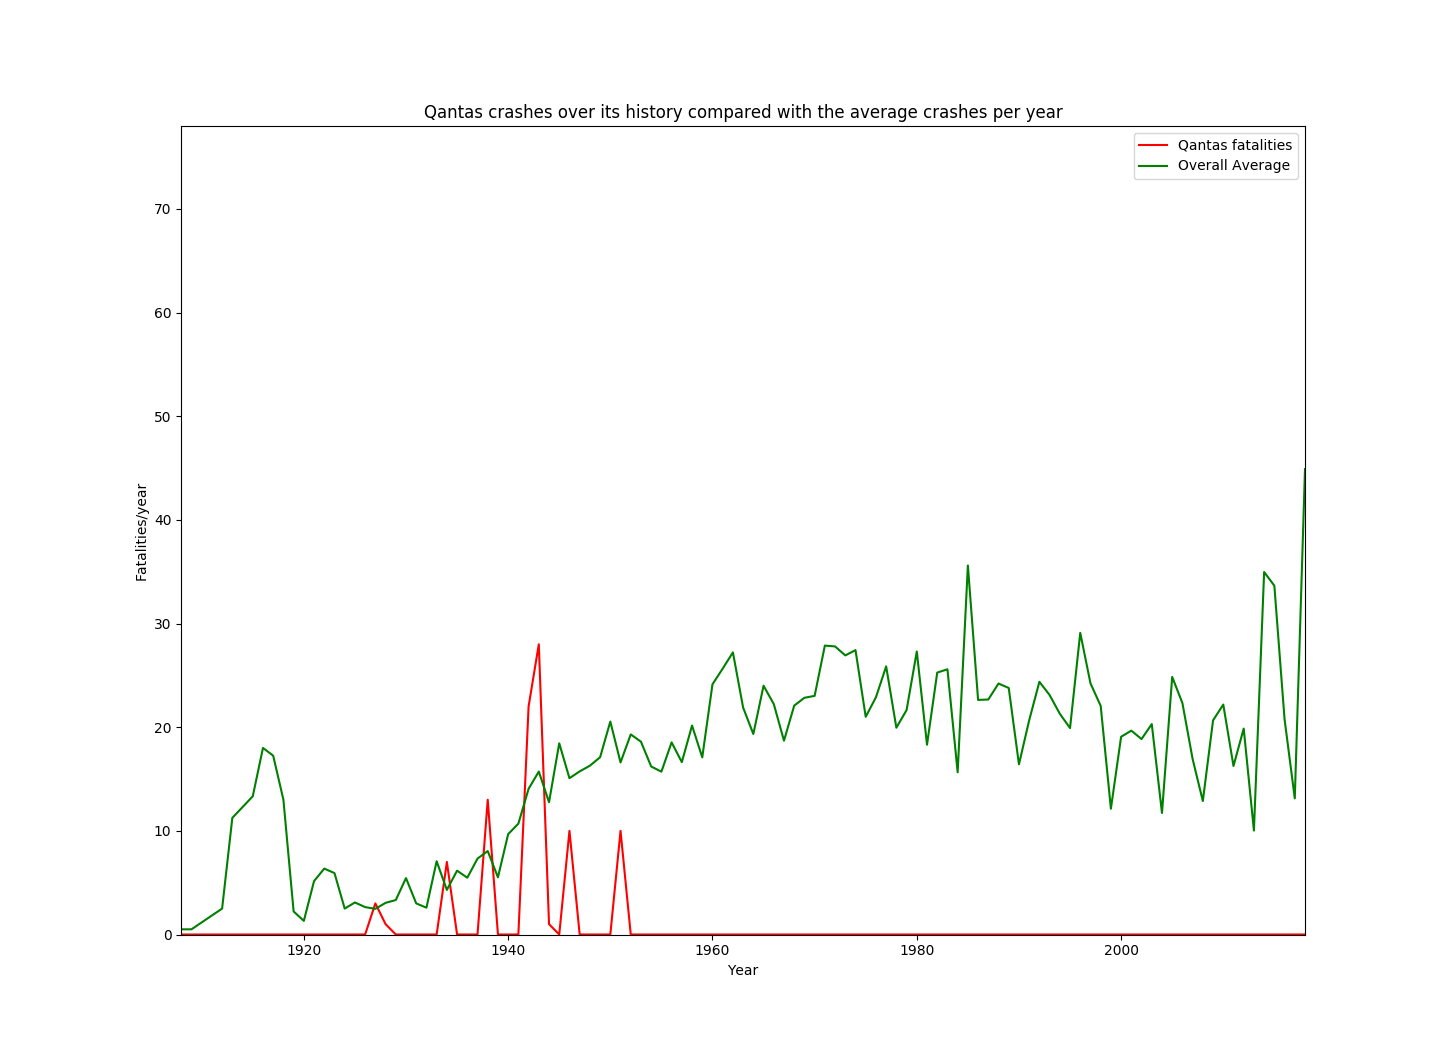 Qantas crashes over its history compared with the average crashes per year
Qantas fatalities
Overall Average
70
60
50
40
30
20
10
0
Fatalities/year
1920 1940 1960 1980 2000
Year